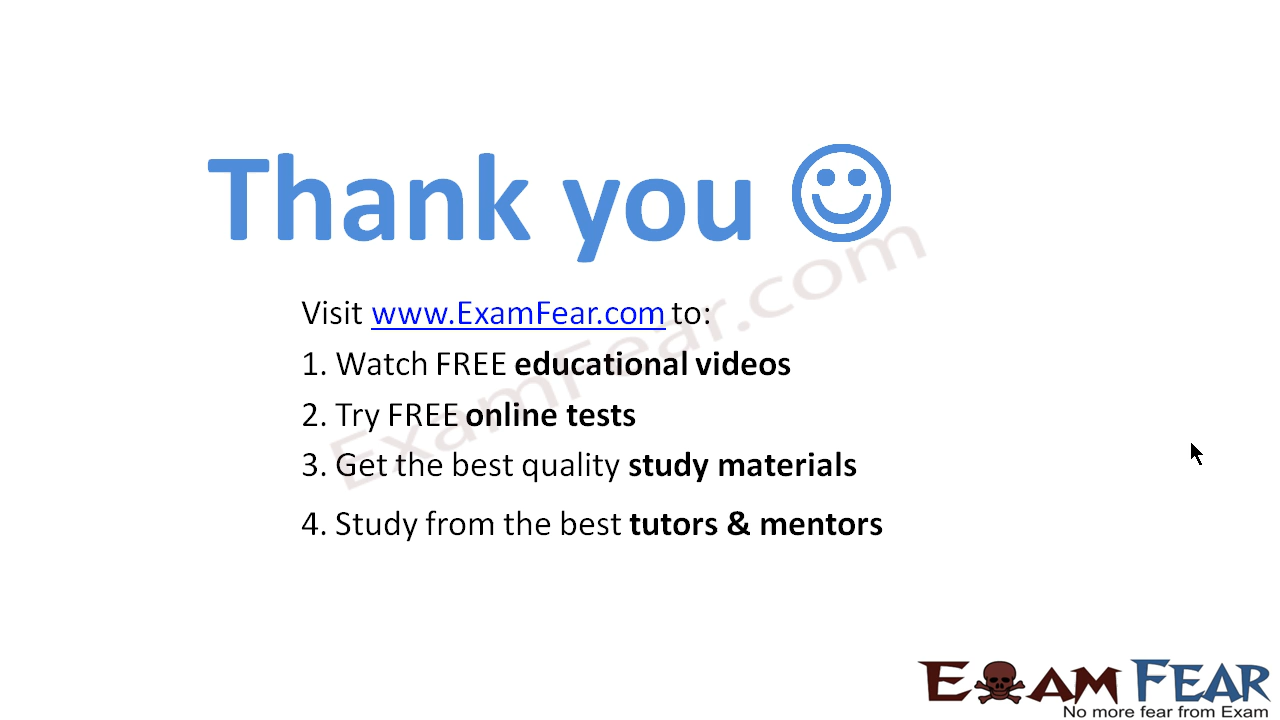 Thank you
Visit www.ExamFear.com to:
1. Watch FREE educational videos
2. Try FREE online tests
3. Get the best quality study materials
4. Study from the best tutors & mentors
ExamFear.com
EXAM FEAR
No more fear from Exam